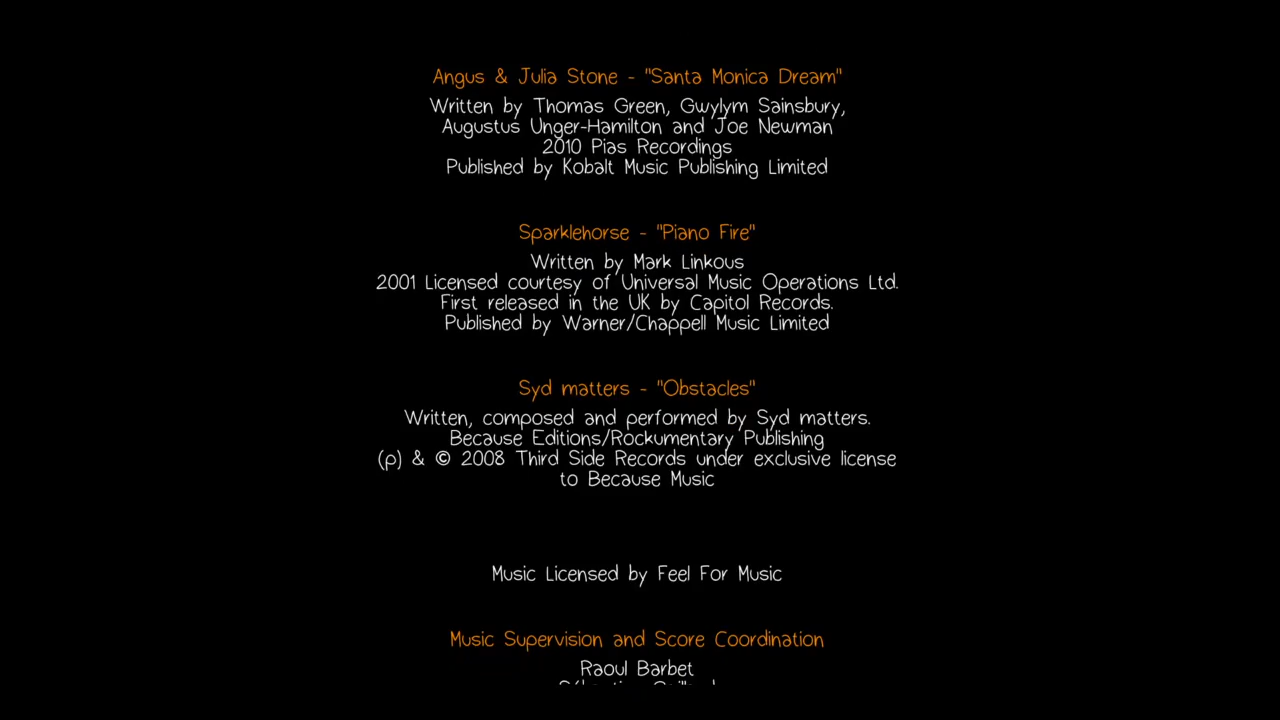 Angus & Julia Stone - "Santa Monica Dream"
Written by Thomas Green, Gwylym Sainsbury,
Augustus Unger-Hamilton and Joe Newman
2010 Pias Recordings
Published by Kobalt Music Publishing Limited
Sparklehorse - "Piano Fire"
Written by Mark Linkous
2001 Licensed courtesy of Universal Music Operations Ltd.
First released in the UK by Capitol Records.
Published by Warner/Chappell Music Limited
Syd matters - "Obstacles"
Written, composed and performed by Syd matters.
Because Editions/Rockumentary Publishing
(p) & © 2008 Third Side Records under exclusive license
to Because Music
Music Licensed by Feel For Music
Music Supervision and Score Coordination
Raoul Barbet